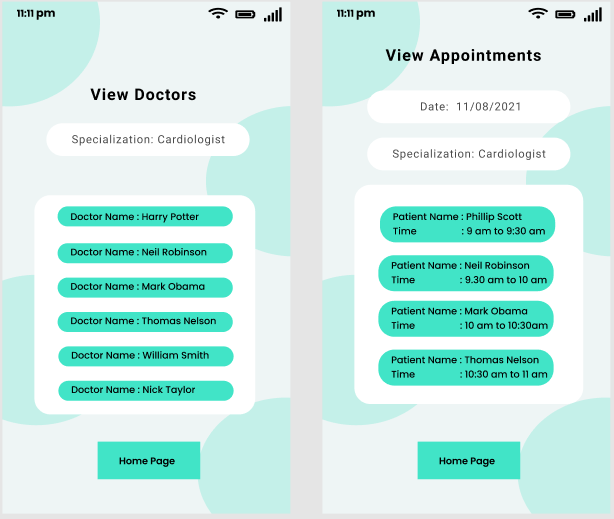 11:11 pm
View Doctors
Specialization: Cardiologist
Doctor Name : Harry Potter
Doctor Name : Neil Robinson
Doctor Name : Mark Obama
Doctor Name : Thomas Nelson
Doctor Name : William Smith
Doctor Name : Nick Taylor
Home Page
11:11 pm
View Appointments
Date: 11/08/2021
Specialization: Cardiologist
Patient Name : Phillip Scott
Time : 9 am to 9:30 am
Patient Name : Neil Robinson
Time : 9.30 am to 10 am
Patient Name : Mark Obama
Time : 10 am to 10:30am
Patient Name : Thomas Nelson
Time : 10:30 am to 11 am
Home Page